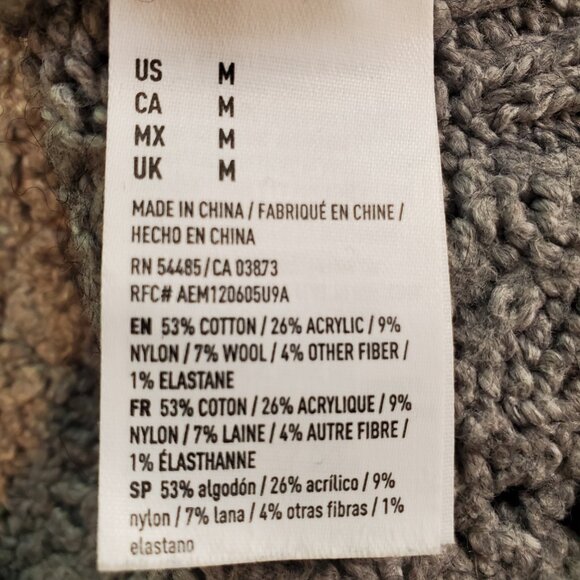 US M
CA M
MX M
UK M
MADE IN CHINA / FABRIQUÉ EN CHINE /
HECHO EN CHINA
RN 54485/CA 03873
RFC# AEM120605U9A
EN 53% COTTON / 26% ACRYLIC / 9%
NYLON / 7% WOOL / 4% OTHER FIBER /
1% ELASTANE
FR 53% COTON / 26% ACRYLIQUE / 9%
NYLON / 7% LAINE / 4% AUTRE FIBRE /
1% ÉLASTHANNE
SP 53% algodón / 26% acrílico / 9%
nylon / 7% lana / 4% otras fibras / 1%
elastano